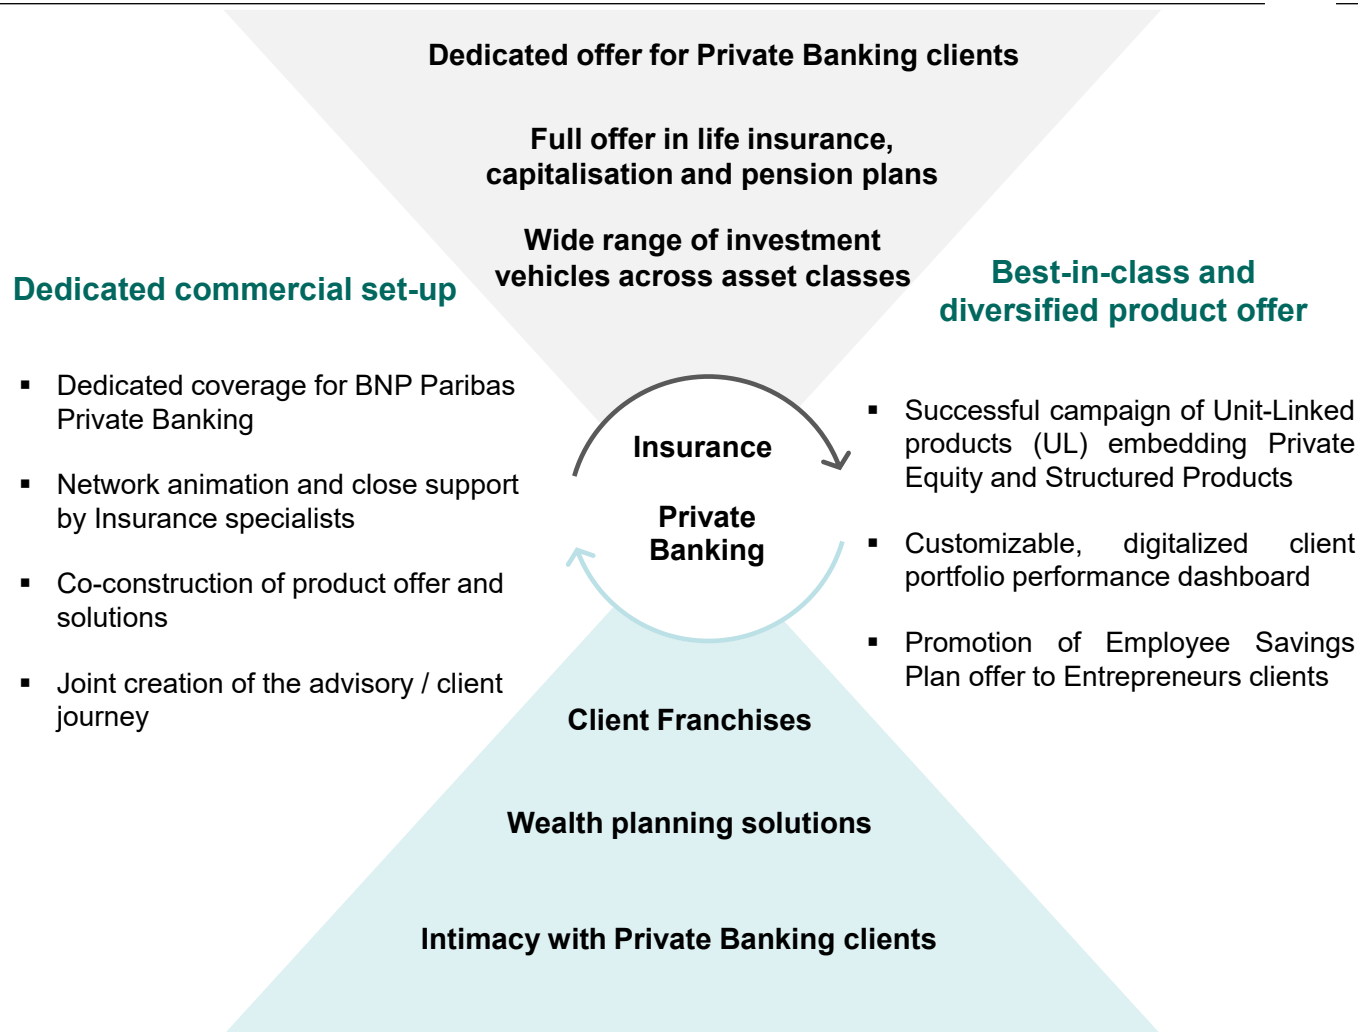 Dedicated offer for Private Banking clients
Full offer in life insurance,
capitalisation and pension plans
Wide range of investment
vehicles across asset classes
Dedicated commercial set-up
▪ Dedicated coverage for BNP Paribas
Private Banking
▪ Network animation and close support
by Insurance specialists
▪ Co-construction of product offer and
solutions
▪ Joint creation of the advisory / client
journey
Insurance
Private
Banking
Best-in-class and
diversified product offer
▪ Successful campaign of Unit-Linked
products (UL) embedding Private
Equity and Structured Products
▪ Customizable, digitalized client
portfolio performance dashboard
▪ Promotion of Employee Savings
Plan offer to Entrepreneurs clients
Client Franchises
Wealth planning solutions
Intimacy with Private Banking clients